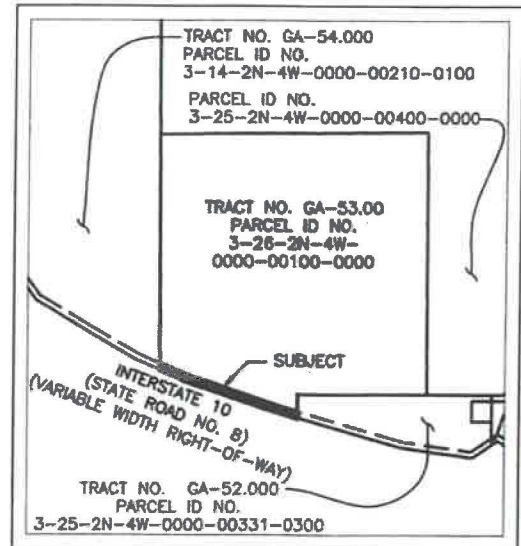 TRACT NO. GA-54.000
PARCEL ID NO.
3-14-2N-4W-0000-00210-0100
PARCEL ID NO.
3-25-2N-4W-0000-00400-0000
TRACT NO. GA-53.00
PARCEL ID NO.
3-26-2N-4W-
0000-00100-0000
SUBJECT
INTERSTATE 10
(STATE ROAD NO. 8)
(VARIABLE WIDTH RIGHT-OF-WAY)
TRACT NO. GA-52.000
PARCEL ID NO.
3-25-2N-4W-0000-00331-0300